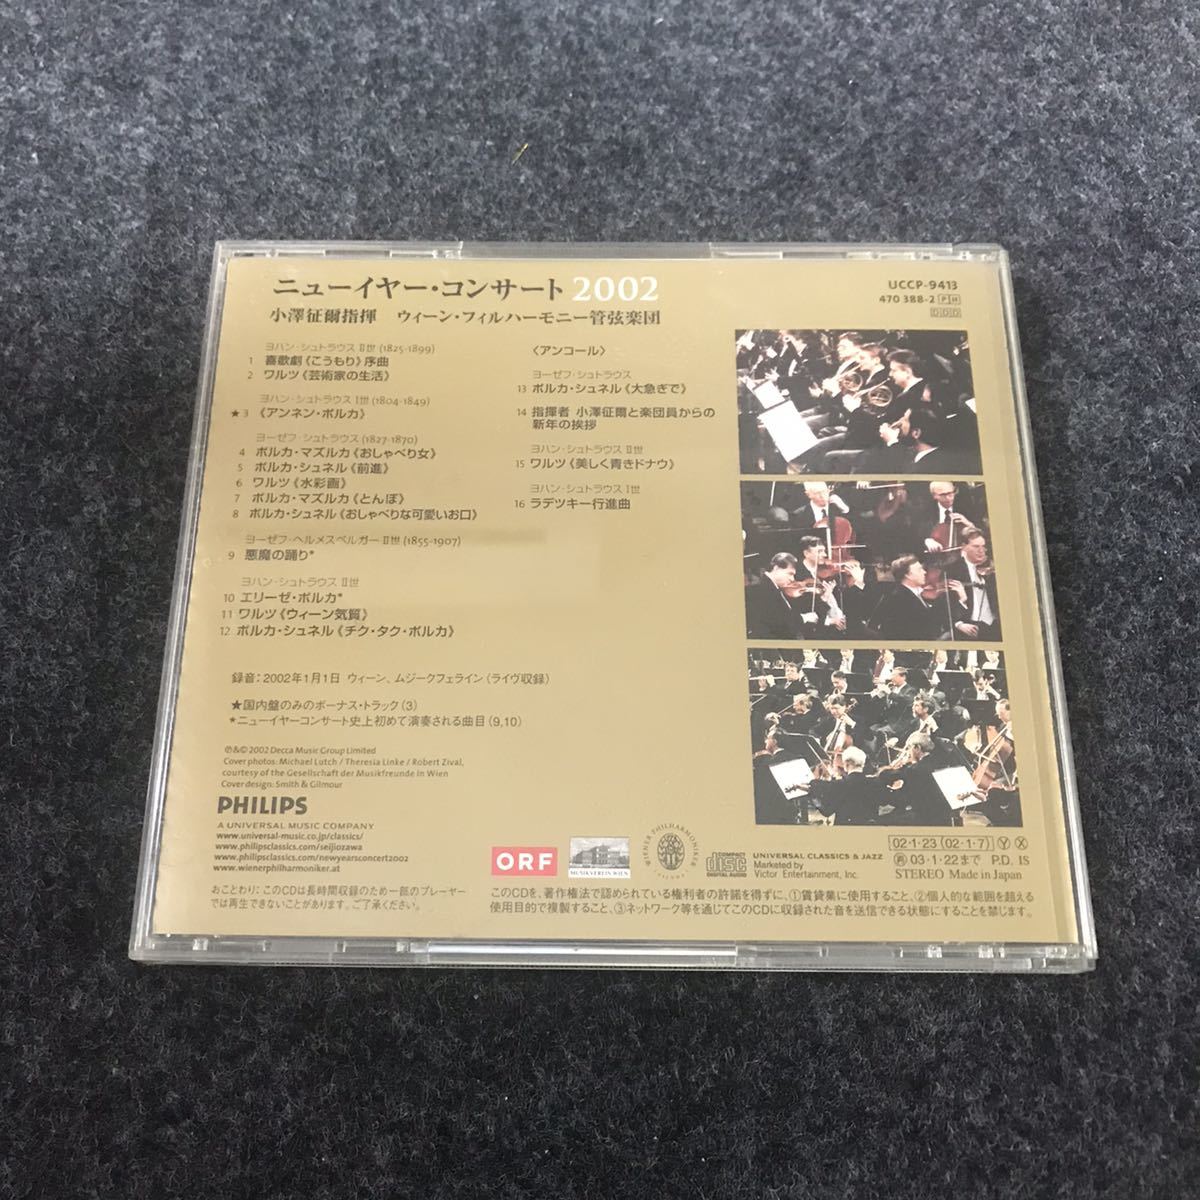 ニューイヤー・コンサート 2002
小澤征爾指揮 ウィーン・フィルハーモニー管弦楽団
UCCP-9413
470 388-2 PH
DDD
ヨハン・シュトラウスⅡ世 (1825-1899)
1 喜歌劇《こうもり》序曲
2 ワルツ《芸術家の生活》
ヨハン・シュトラウスⅠ世 (1804-1849)
★3 《アンネン・ポルカ》
ヨーゼフ・シュトラウス (1827-1870)
4 ポルカ・マズルカ《おしゃべり女》
5 ポルカ・シュネル《前進》
6 ワルツ《水彩画》
7 ポルカ・マズルカ《とんぼ》
8 ポルカ・シュネル《おしゃべりな可愛いお口》
ヨーゼフ・ヘルメスベルガーⅡ世 (1855-1907)
9 悪魔の踊り*
ヨハン・シュトラウスⅡ世
10 エリーゼ・ポルカ*
11 ワルツ《ウィーン気質》
12 ポルカ・シュネル《チク・タク・ポルカ》
〈アンコール〉
ヨーゼフ・シュトラウス
13 ポルカ・シュネル《大急ぎで》
14 指揮者 小澤征爾と楽団員からの
新年の挨拶
ヨハン・シュトラウスⅡ世
15 ワルツ《美しく青きドナウ》
ヨハン・シュトラウスⅠ世
16 ラデツキー行進曲
録音：2002年1月1日 ウィーン、ムジークフェライン（ライヴ収録）
★国内盤のみのボーナス・トラック（3）
*ニューイヤーコンサート史上初めて演奏される曲目（9,10）
℗&© 2002 Decca Music Group Limited
Cover photos: Michael Lutch / Theresia Linke / Robert Zival,
courtesy of the Gesellschaft der Musikfreunde in Wien
Cover design: Smith & Gilmour
PHILIPS
A UNIVERSAL MUSIC COMPANY
www.universal-music.co.jp/classics/
www.philipsclassics.com/seijiozawa
www.philipsclassics.com/newyearsconcert2002
www.wienerphilharmoniker.at
おことわり：このCDは長時間収録のため一部のプレーヤー
では再生できないことがあります。ご了承ください。
ORF
MUSIKVEREIN WIEN
WIENER PHILHARMONIKER
COMPACT
disc
DIGITAL AUDIO
UNIVERSAL CLASSICS & JAZZ
Marketed by
Victor Entertainment, Inc.
02・1・23 (02・1・7) Ⓨ Ⓧ
再 03・1・22まで P.D. IS
STEREO Made in Japan
このCDを、著作権法で認められている権利者の許諾を得ずに、①賃貸業に使用すること、②個人的な範囲を超える
使用目的で複製すること、③ネットワーク等を通じてこのCDに収録された音を送信できる状態にすることを禁じます。